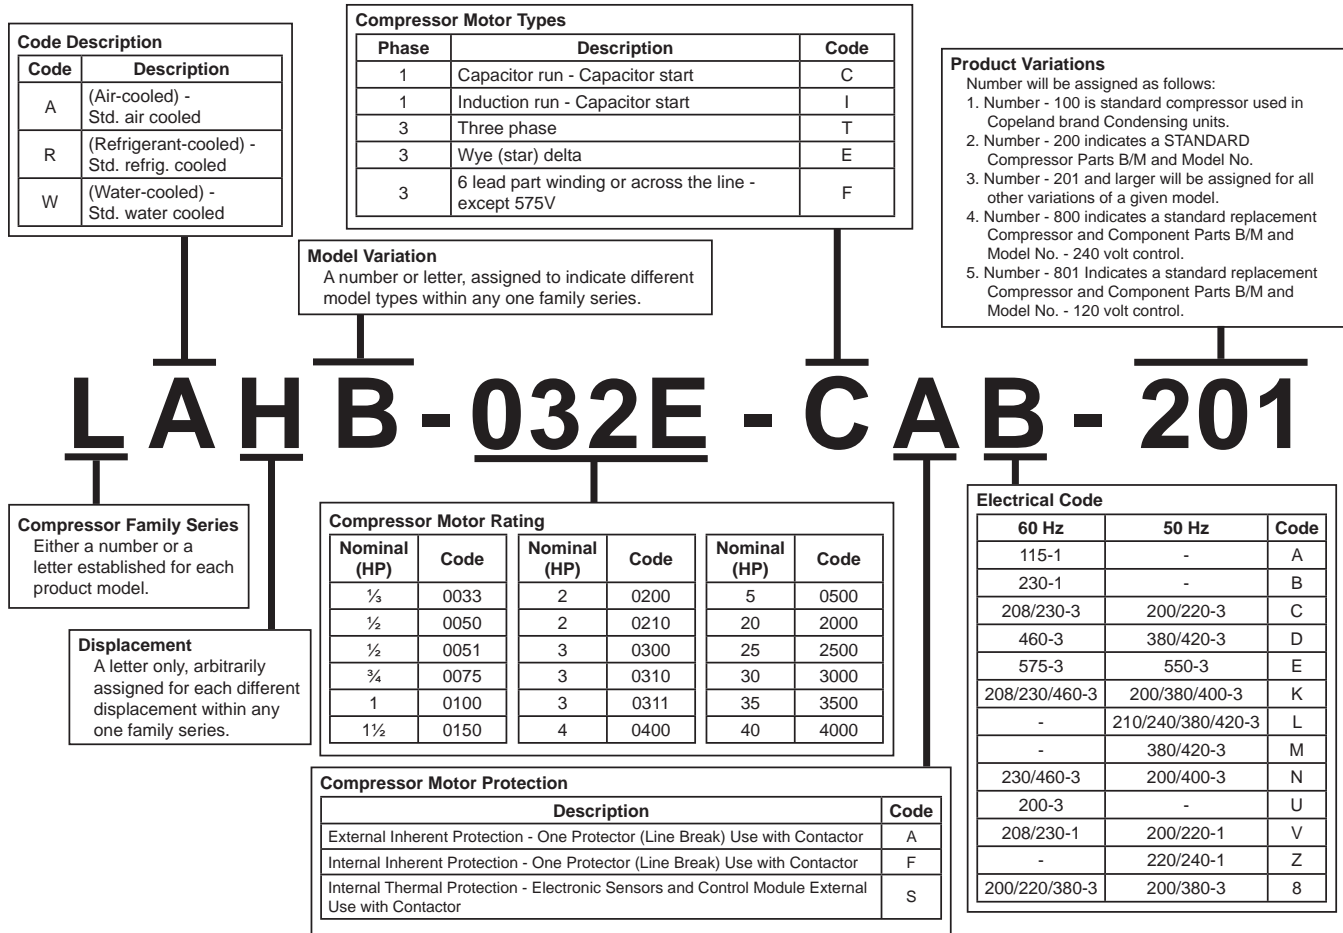 Code Description
Code Description
A (Air-cooled) -
Std. air cooled
R (Refrigerant-cooled) -
Std. refrig. cooled
W (Water-cooled) -
Std. water cooled
Compressor Motor Types
Phase Description Code
1 Capacitor run - Capacitor start C
1 Induction run - Capacitor start I
3 Three phase T
3 Wye (star) delta E
3 6 lead part winding or across the line -
except 575V F
Product Variations
Number will be assigned as follows:
1. Number - 100 is standard compressor used in
Copeland brand Condensing units.
2. Number - 200 indicates a STANDARD
Compressor Parts B/M and Model No.
3. Number - 201 and larger will be assigned for all
other variations of a given model.
4. Number - 800 indicates a standard replacement
Compressor and Component Parts B/M and
Model No. - 240 volt control.
5. Number - 801 Indicates a standard replacement
Compressor and Component Parts B/M and
Model No. - 120 volt control.
Model Variation
A number or letter, assigned to indicate different
model types within any one family series.
L A H B - 032E - C A B - 201
Compressor Family Series
Either a number or a
letter established for each
product model.
Displacement
A letter only, arbitrarily
assigned for each different
displacement within any
one family series.
Compressor Motor Rating
Nominal (HP) Code Nominal (HP) Code Nominal (HP) Code
⅓ 0033 2 0200 5 0500
½ 0050 2 0210 20 2000
½ 0051 3 0300 25 2500
¾ 0075 3 0310 30 3000
1 0100 3 0311 35 3500
1½ 0150 4 0400 40 4000
Compressor Motor Protection
Description Code
External Inherent Protection - One Protector (Line Break) Use with Contactor A
Internal Inherent Protection - One Protector (Line Break) Use with Contactor F
Internal Thermal Protection - Electronic Sensors and Control Module External
Use with Contactor S
Electrical Code
60 Hz 50 Hz Code
115-1 - A
230-1 - B
208/230-3 200/220-3 C
460-3 380/420-3 D
575-3 550-3 E
208/230/460-3 200/380/400-3 K
- 210/240/380/420-3 L
- 380/420-3 M
230/460-3 200/400-3 N
200-3 - U
208/230-1 200/220-1 V
- 220/240-1 Z
200/220/380-3 200/380-3 8